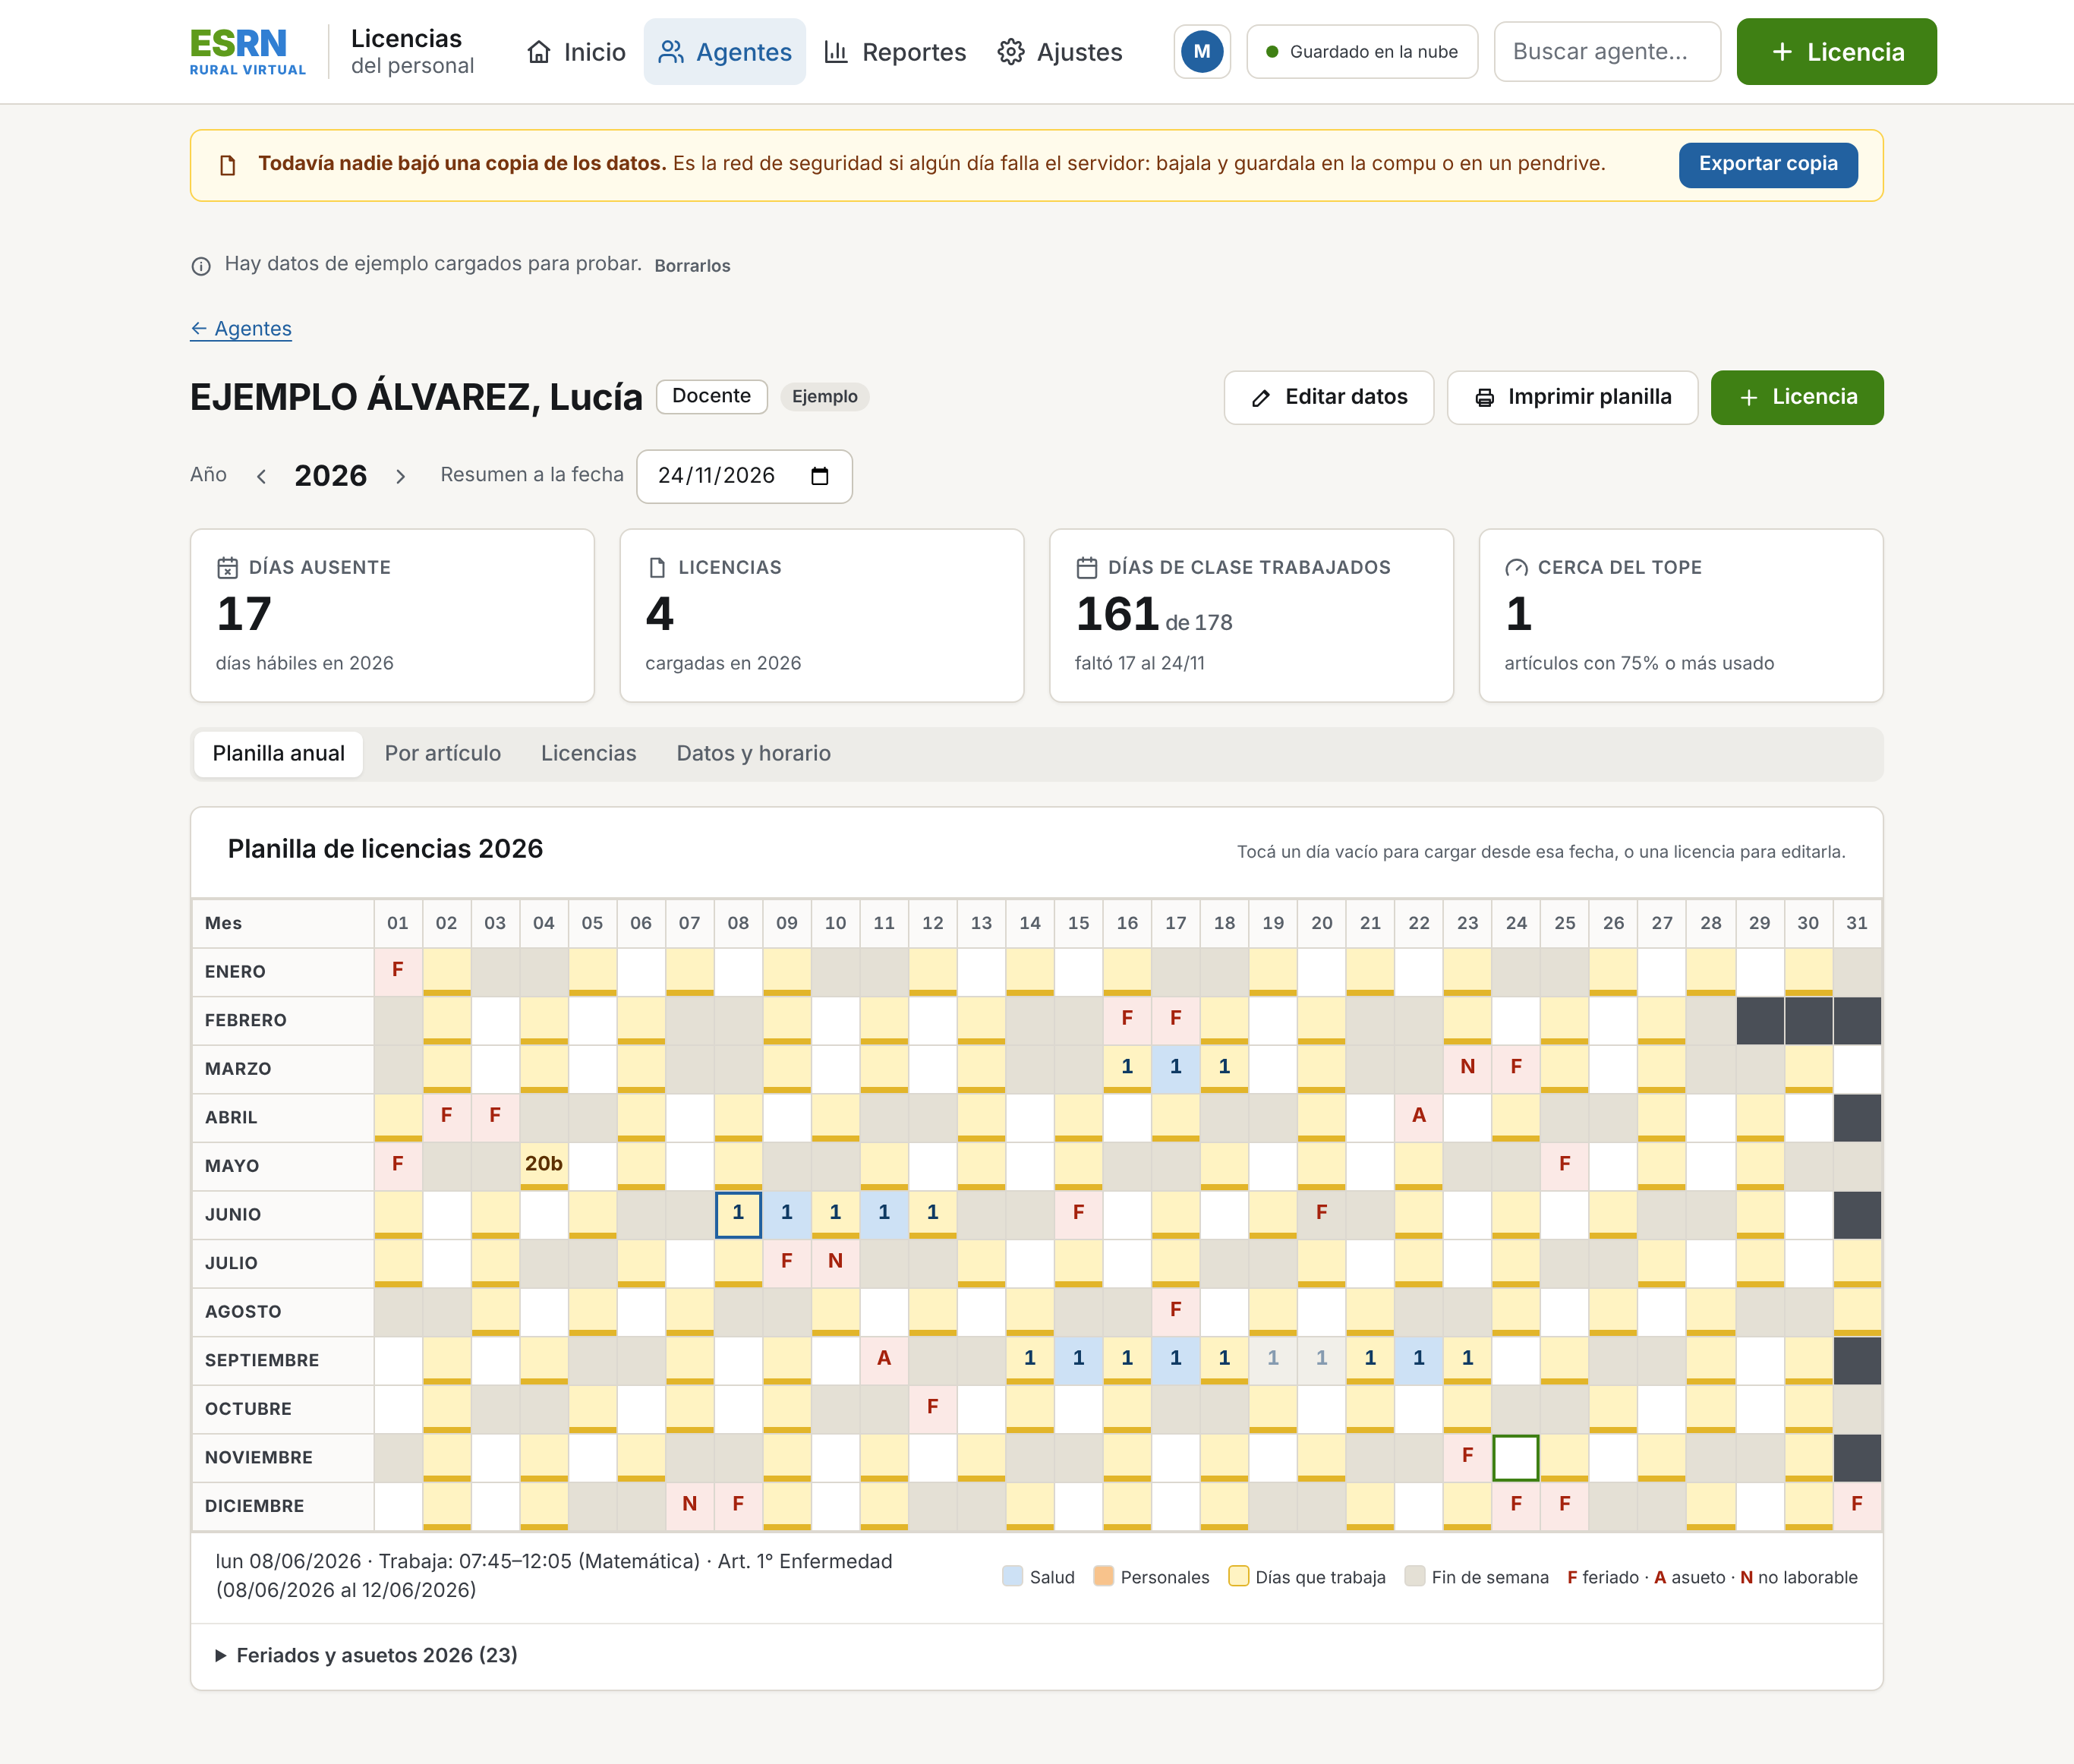 ESRN
RURAL VIRTUAL
Licencias
del personal
Inicio
Agentes
Reportes
Ajustes
M
Guardado en la nube
Buscar agente...
+ Licencia
Todavía nadie bajó una copia de los datos. Es la red de seguridad si algún día falla el servidor: bajala y guardala en la compu o en un pendrive.
Exportar copia
Hay datos de ejemplo cargados para probar. Borrarlos
← Agentes
EJEMPLO ÁLVAREZ, Lucía
Docente
Ejemplo
Editar datos
Imprimir planilla
+ Licencia
Año
2026
Resumen a la fecha
24/11/2026
DÍAS AUSENTE
17
días hábiles en 2026
LICENCIAS
4
cargadas en 2026
DÍAS DE CLASE TRABAJADOS
161 de 178
faltó 17 al 24/11
CERCA DEL TOPE
1
artículos con 75% o más usado
Planilla anual
Por artículo
Licencias
Datos y horario
Planilla de licencias 2026
Tocá un día vacío para cargar desde esa fecha, o una licencia para editarla.
Mes 01 02 03 04 05 06 07 08 09 10 11 12 13 14 15 16 17 18 19 20 21 22 23 24 25 26 27 28 29 30 31
ENERO F
FEBRERO F F
MARZO 1 1 1 N F
ABRIL F F A
MAYO F 20b F
JUNIO 1 1 1 1 1 F F
JULIO F N
AGOSTO F
SEPTIEMBRE A 1 1 1 1 1 1 1 1 1 1
OCTUBRE F
NOVIEMBRE F
DICIEMBRE N F F F F
lun 08/06/2026 · Trabaja: 07:45–12:05 (Matemática) · Art. 1° Enfermedad
(08/06/2026 al 12/06/2026)
Salud
Personales
Días que trabaja
Fin de semana
F feriado · A asueto · N no laborable
Feriados y asuetos 2026 (23)